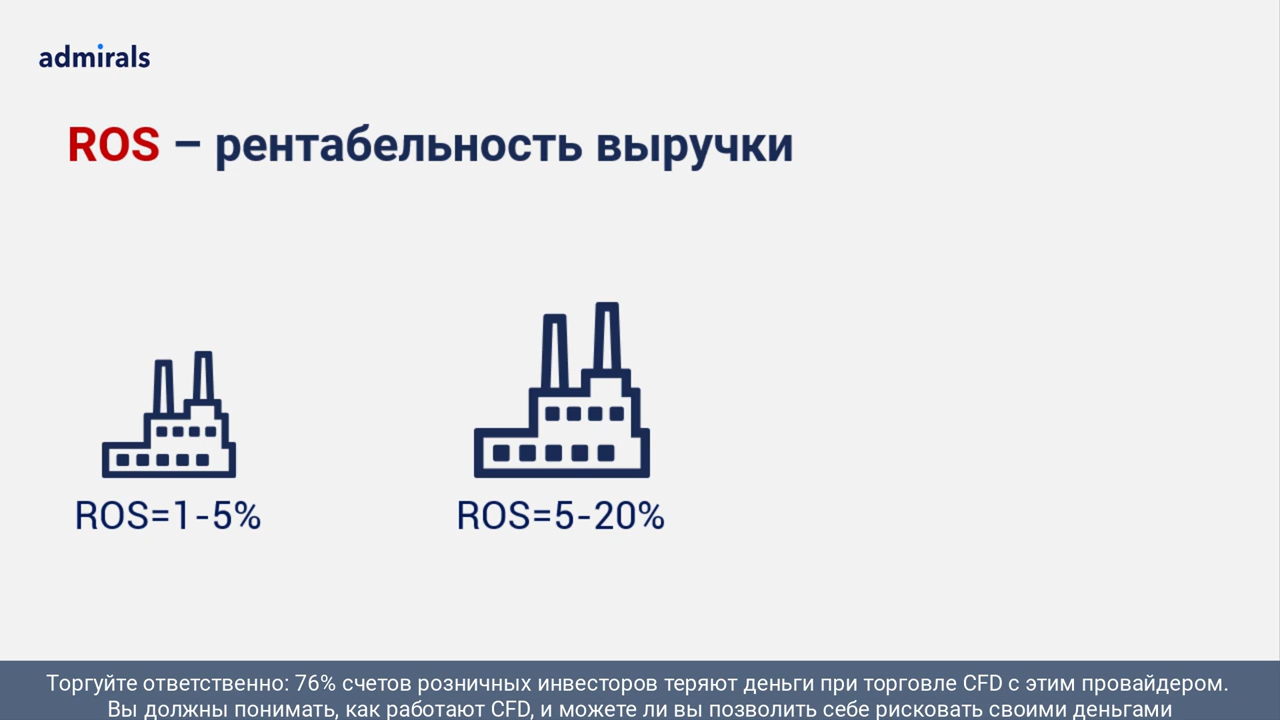 admirals
ROS – рентабельность выручки
ROS=1-5%
ROS=5-20%
Торгуйте ответственно: 76% счетов розничных инвесторов теряют деньги при торговле CFD с этим провайдером.
Вы должны понимать, как работают CFD, и можете ли вы позволить себе рисковать своими деньгами